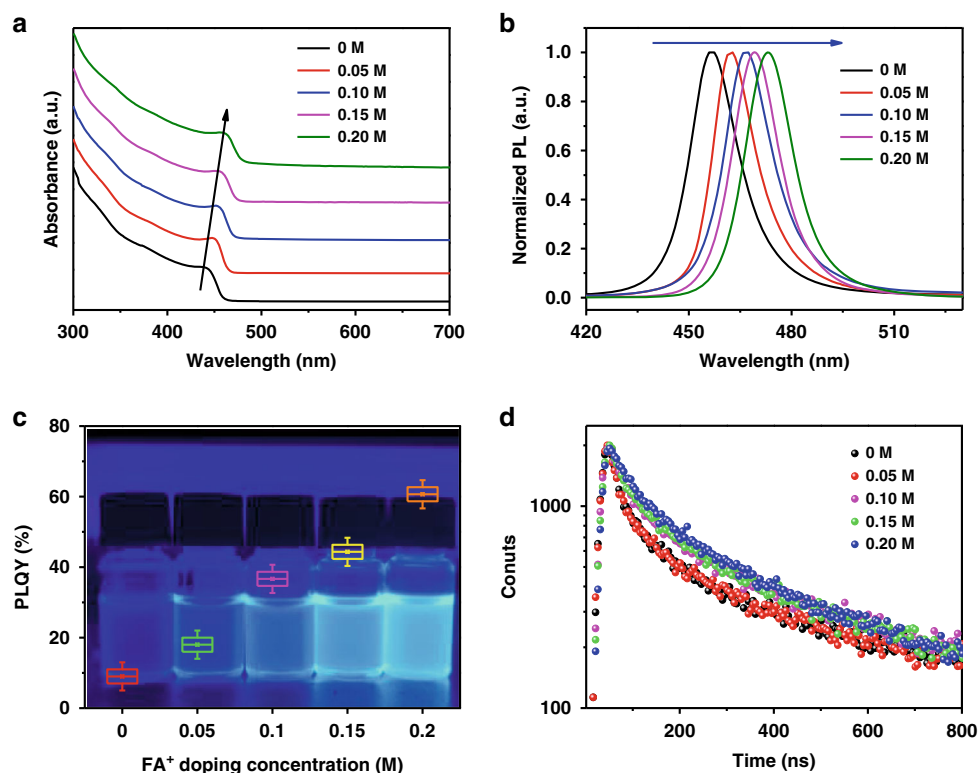 a
0 M
0.05 M
0.10 M
0.15 M
0.20 M
Absorbance (a.u.)
300 400 500 600 700
Wavelength (nm)
b
0 M
0.05 M
0.10 M
0.15 M
0.20 M
Normalized PL (a.u.)
1.0
0.8
0.6
0.4
0.2
0.0
420 450 480 510
Wavelength (nm)
c
PLQY (%)
80
60
40
20
0
0 0.05 0.1 0.15 0.2
FA⁺ doping concentration (M)
d
0 M
0.05 M
0.10 M
0.15 M
0.20 M
Conuts
1000
100
200 400 600 800
Time (ns)